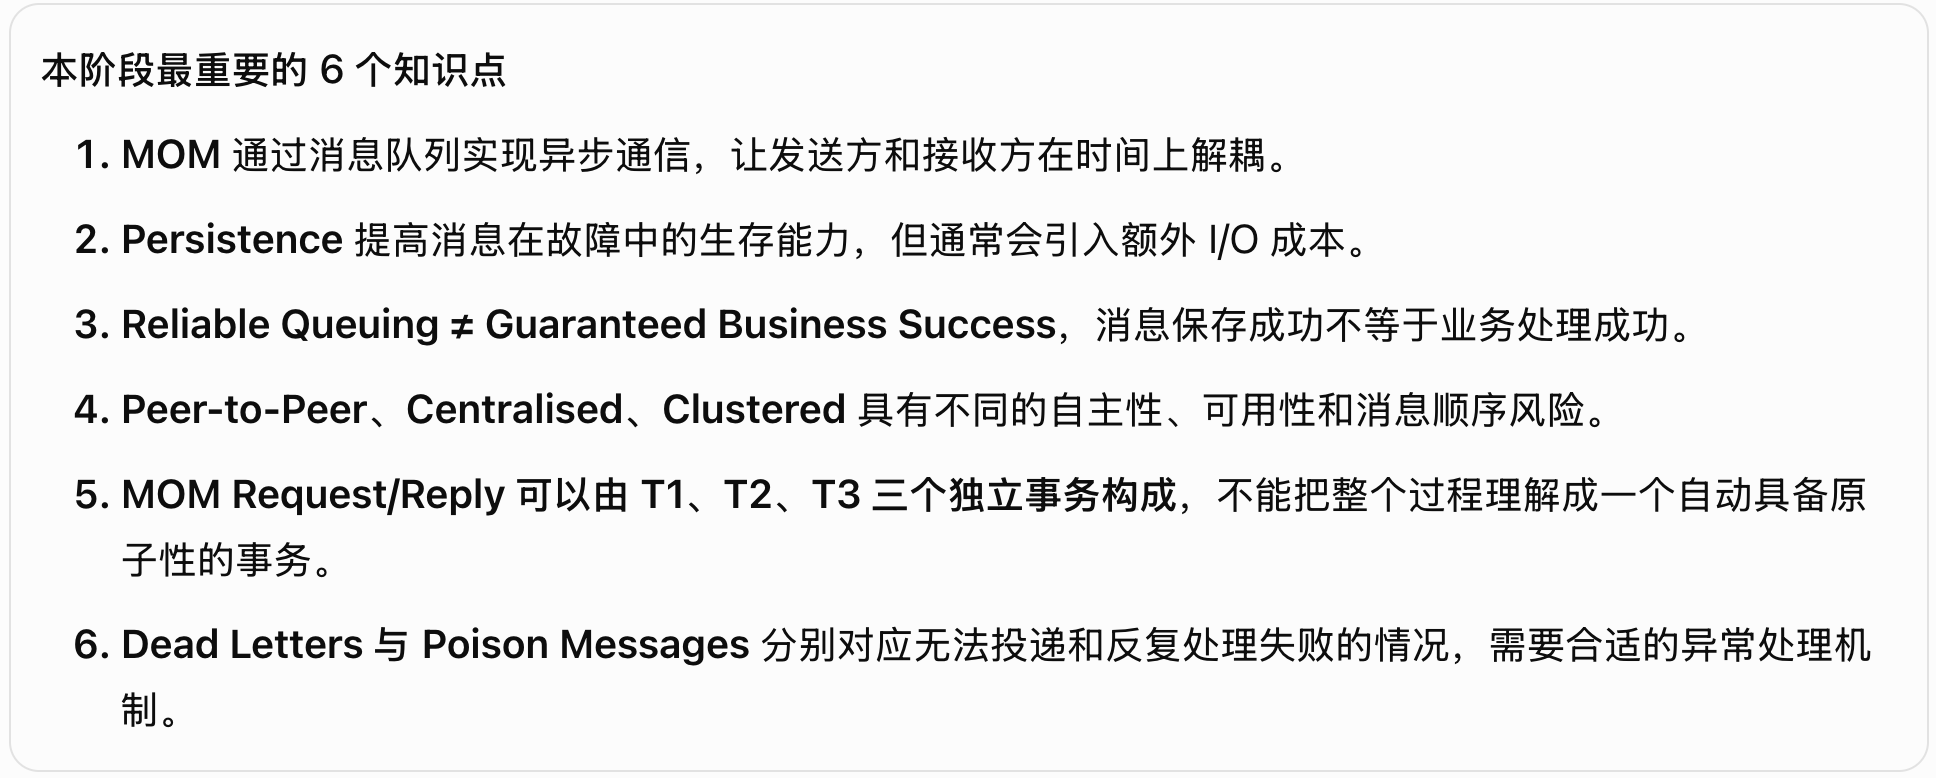 本阶段最重要的 6 个知识点
1. MOM 通过消息队列实现异步通信，让发送方和接收方在时间上解耦。
2. Persistence 提高消息在故障中的生存能力，但通常会引入额外 I/O 成本。
3. Reliable Queuing ≠ Guaranteed Business Success，消息保存成功不等于业务处理成功。
4. Peer-to-Peer、Centralised、Clustered 具有不同的自主性、可用性和消息顺序风险。
5. MOM Request/Reply 可以由 T1、T2、T3 三个独立事务构成，不能把整个过程理解成一个自动具备原
子性的事务。
6. Dead Letters 与 Poison Messages 分别对应无法投递和反复处理失败的情况，需要合适的异常处理机
制。